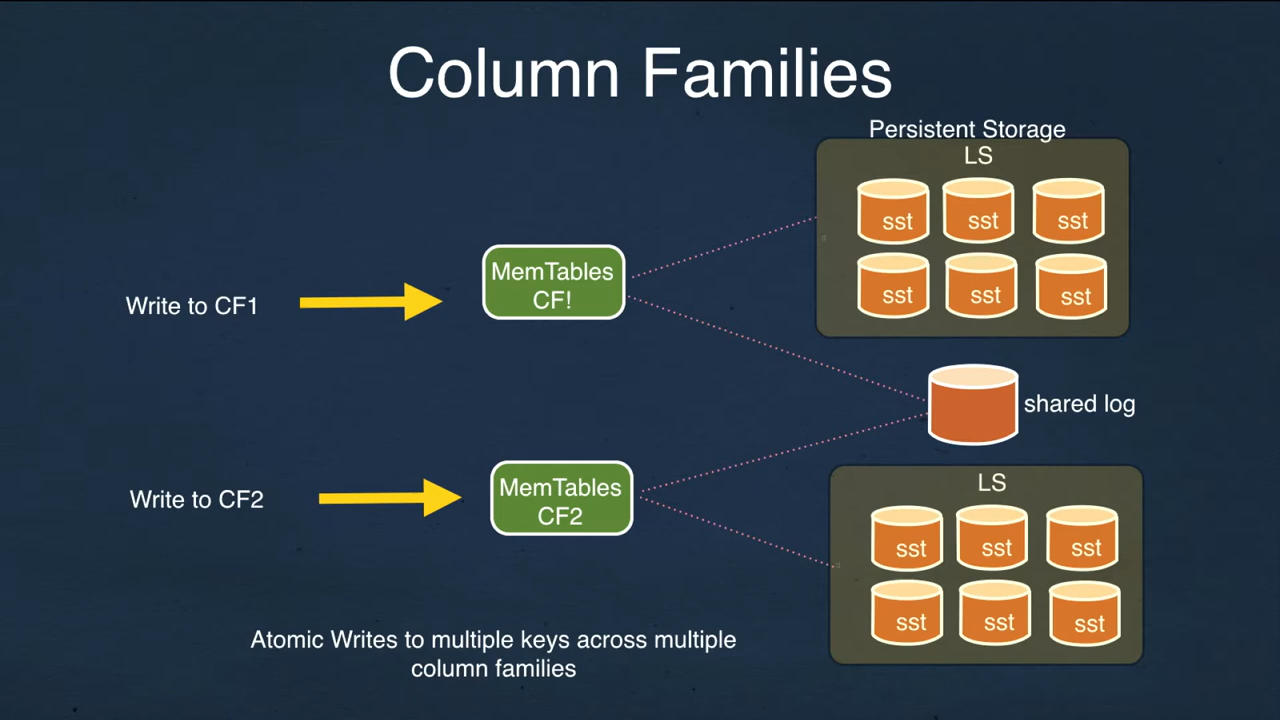 Column Families
Persistent Storage
LS
sst sst sst
sst sst sst
Write to CF1
MemTables
CF!
shared log
Write to CF2
MemTables
CF2
LS
sst sst sst
sst sst sst
Atomic Writes to multiple keys across multiple
column families